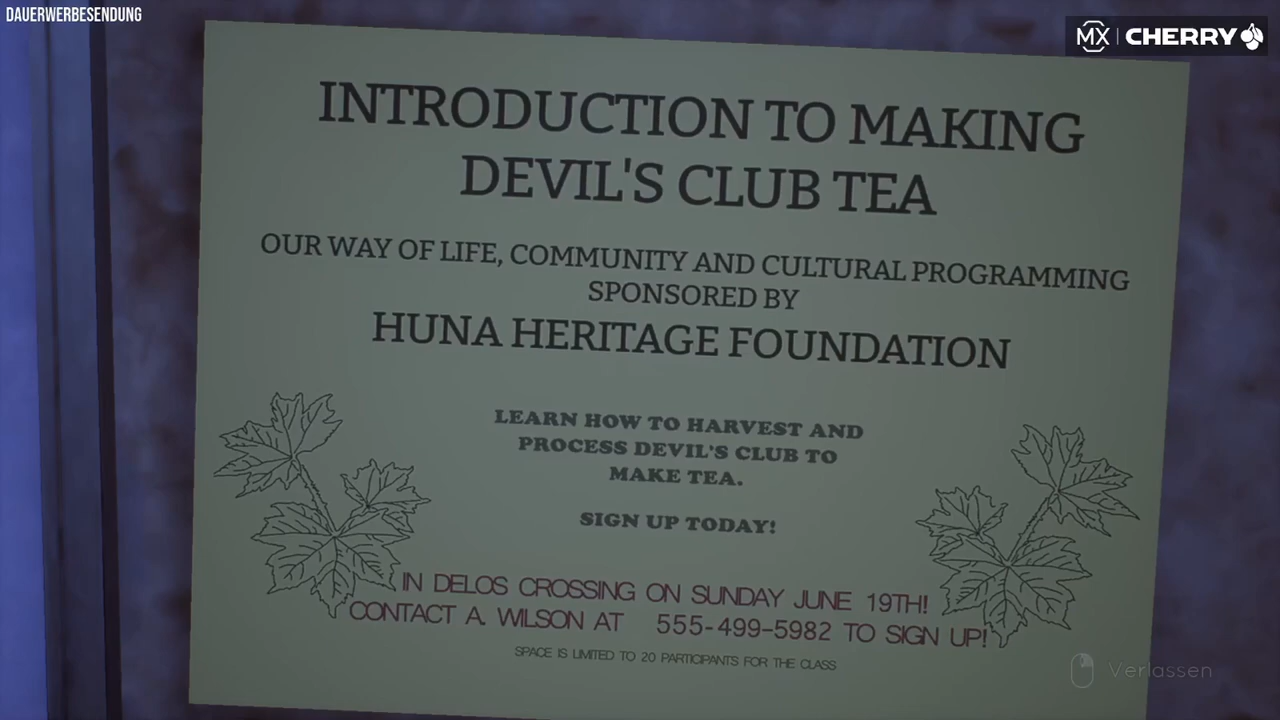 DAUERWERBESENDUNG
MX | CHERRY
INTRODUCTION TO MAKING
DEVIL'S CLUB TEA
OUR WAY OF LIFE, COMMUNITY AND CULTURAL PROGRAMMING
SPONSORED BY
HUNA HERITAGE FOUNDATION
LEARN HOW TO HARVEST AND
PROCESS DEVIL'S CLUB TO
MAKE TEA.
SIGN UP TODAY!
IN DELOS CROSSING ON SUNDAY JUNE 19TH!
CONTACT A. WILSON AT 555-499-5982 TO SIGN UP!
SPACE IS LIMITED TO 20 PARTICIPANTS FOR THE CLASS
Verlassen